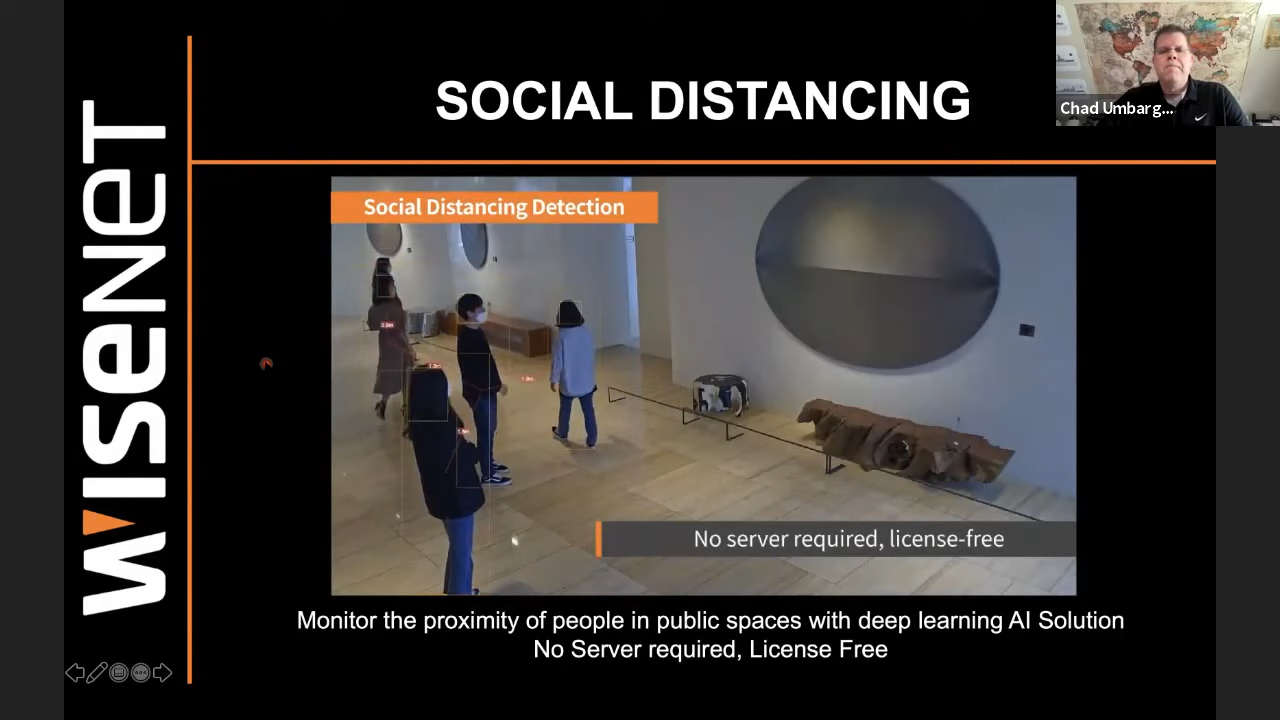 SOCIAL DISTANCING
Chad Umbarg...
WISENET
Social Distancing Detection
No server required, license-free
Monitor the proximity of people in public spaces with deep learning AI Solution
No Server required, License Free